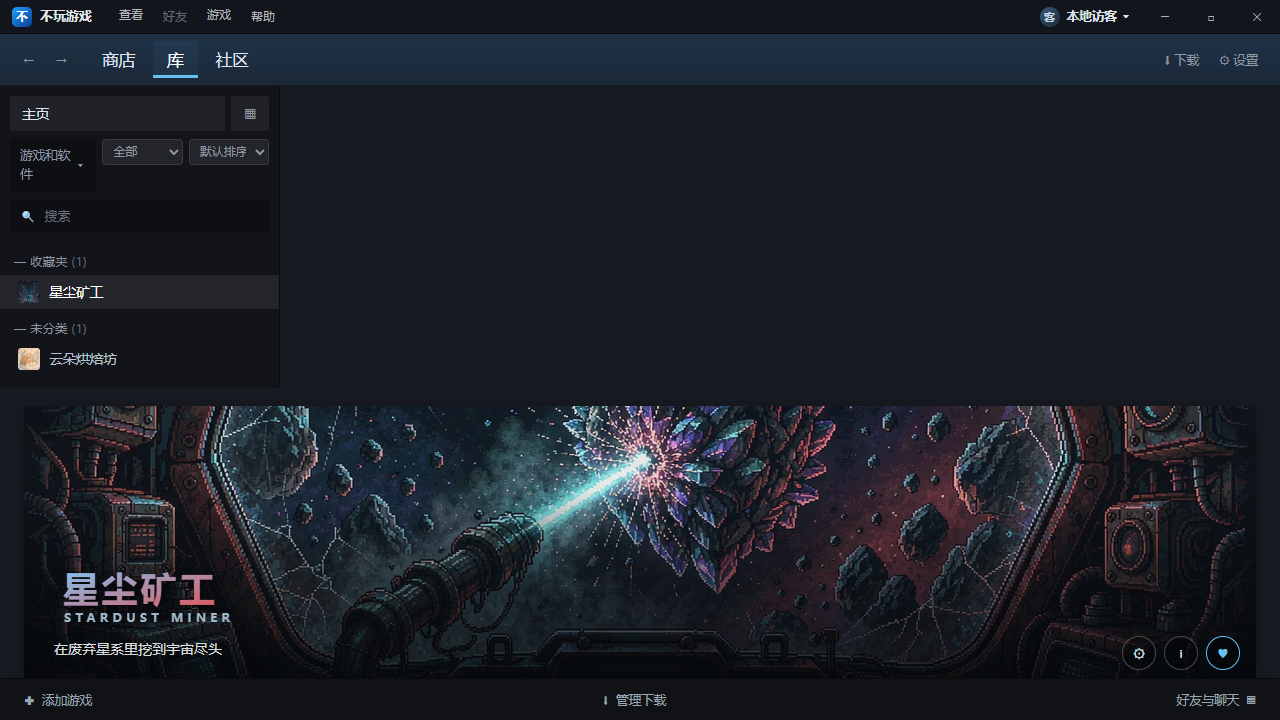 不 不玩游戏 查看 好友 游戏 帮助 客 本地访客
← → 商店 库 社区 下载 设置
主页
游戏和软件 全部 默认排序
搜索
— 收藏夹 (1)
星尘矿工
— 未分类 (1)
云朵烘焙坊
星尘矿工
STARDUST MINER
在废弃星系里挖到宇宙尽头
i
添加游戏 管理下载 好友与聊天